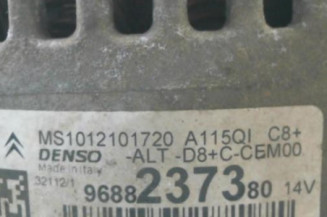 MS1012101720 A115QI C8+
DENSO -ALT -D8+C-CEM00
Made in Italy
32112/1
9688237380 14V